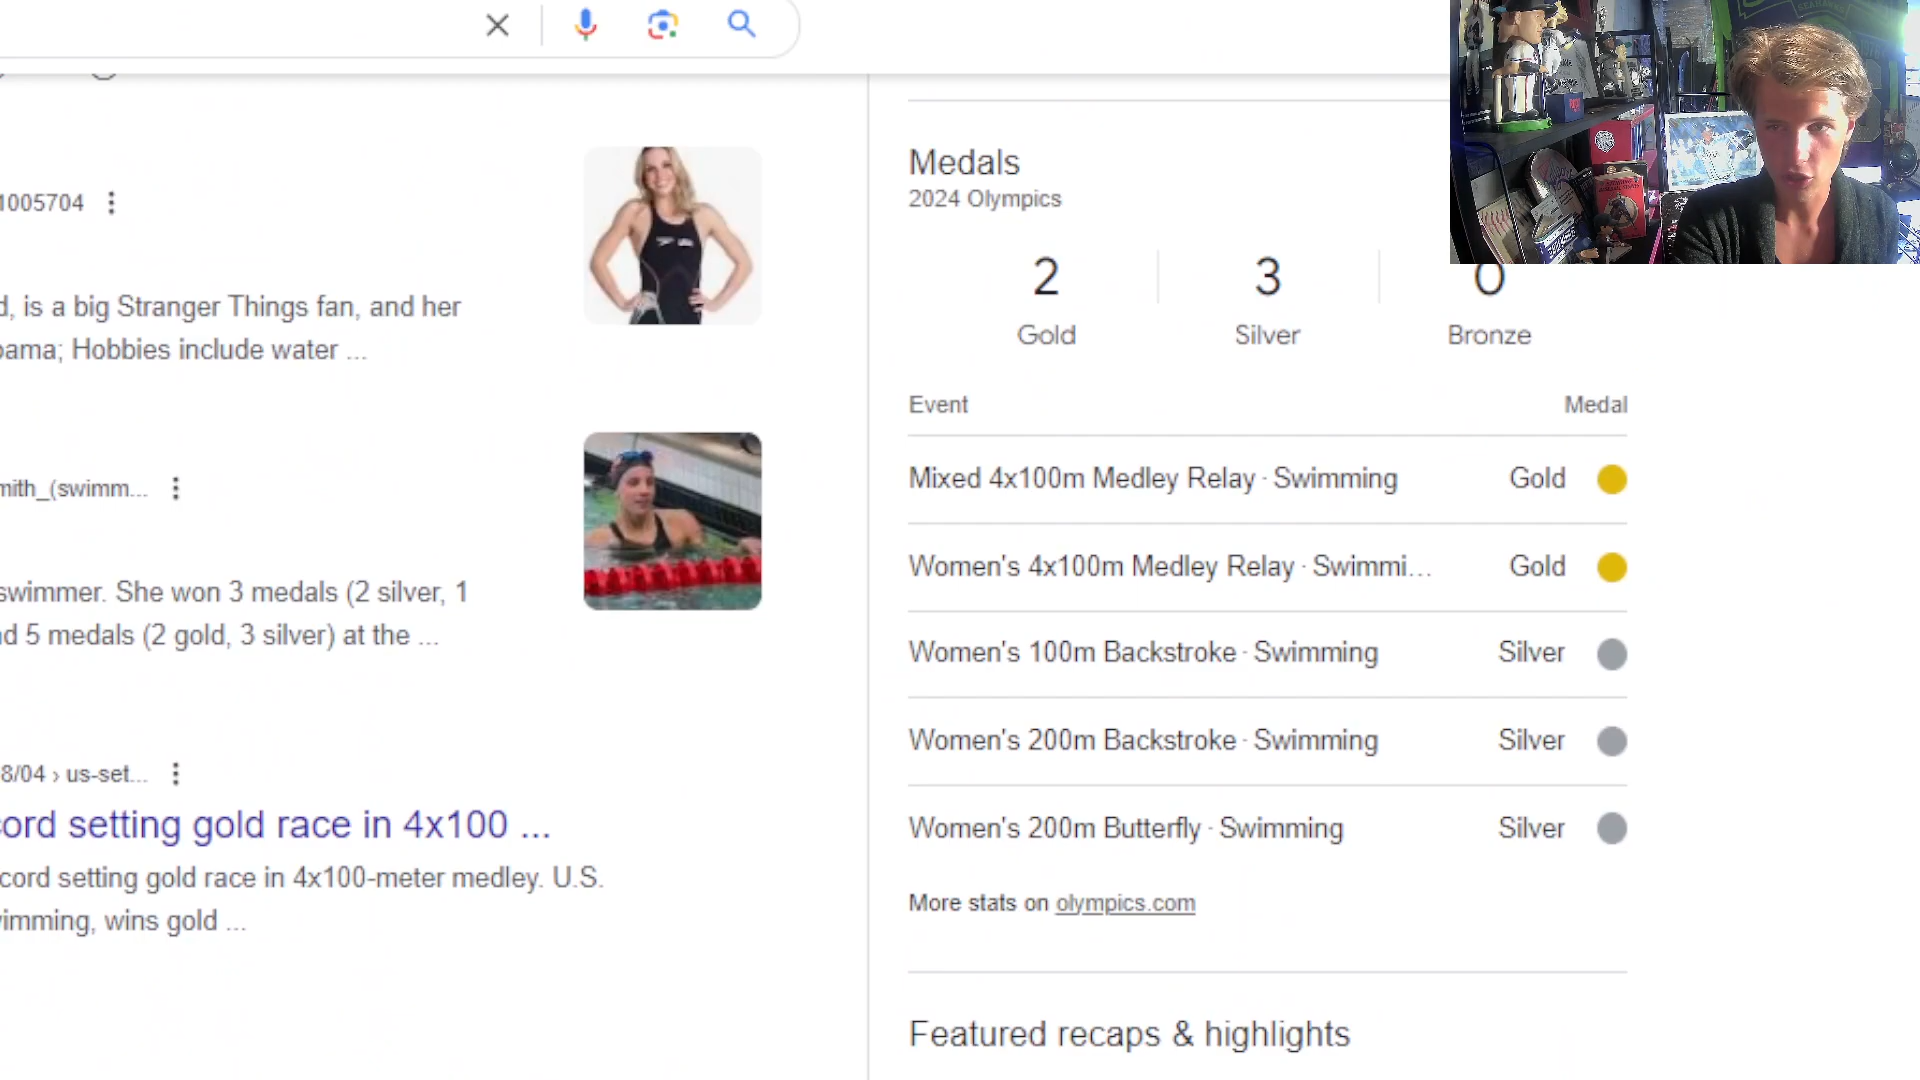 1005704
d, is a big Stranger Things fan, and her
bama; Hobbies include water ...
mith_(swimm...
swimmer. She won 3 medals (2 silver, 1
nd 5 medals (2 gold, 3 silver) at the ...
8/04 › us-set...
cord setting gold race in 4x100 ...
cord setting gold race in 4x100-meter medley. U.S.
wimming, wins gold ...
Medals
2024 Olympics
2 3 0
Gold Silver Bronze
Event Medal
Mixed 4x100m Medley Relay · Swimming Gold
Women's 4x100m Medley Relay · Swimmi... Gold
Women's 100m Backstroke · Swimming Silver
Women's 200m Backstroke · Swimming Silver
Women's 200m Butterfly · Swimming Silver
More stats on olympics.com
Featured recaps & highlights